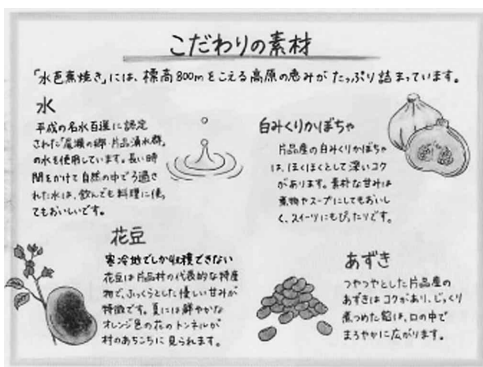 こだわりの素材
「水芭蕉焼き」には、標高800mをこえる高原の恵みがたっぷり詰まっています。
水
平成の名水百選に認定
された「尾瀬の郷・片品湧水群」
の水を使用しています。長い時
間をかけて自然の中でろ過さ
れた水は、飲んでも料理に使っ
てもおいしいです。
白みくりかぼちゃ
片品産の白みくりかぼちゃ
は、ほくほくとして深いコク
があります。素朴な甘みは
煮物やスープにしてもおいし
く、スイーツにもぴったりです。
花豆
寒冷地でしか収穫できない
花豆は片品村の代表的な特産
物で、ふっくらとした優しい甘みが
特徴です。夏には鮮やかな
オレンジ色の花のトンネルが
村のあちこちに見られます。
あずき
つやつやとした片品産の
あずきはコクがあり、じっくり
煮つめた餡は、口の中で
まろやかに広がります。